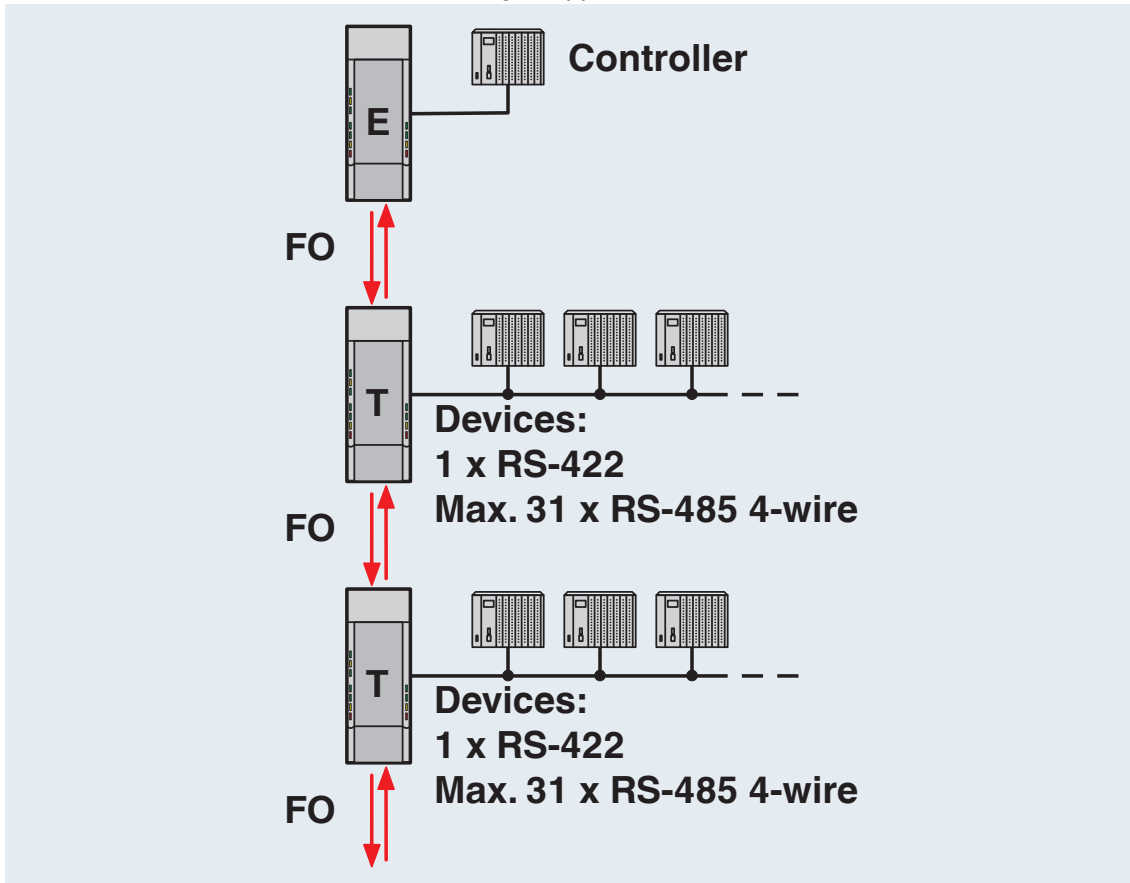 Controller
E
FO
T
Devices:
1 x RS-422
Max. 31 x RS-485 4-wire
FO
T
Devices:
1 x RS-422
Max. 31 x RS-485 4-wire
FO